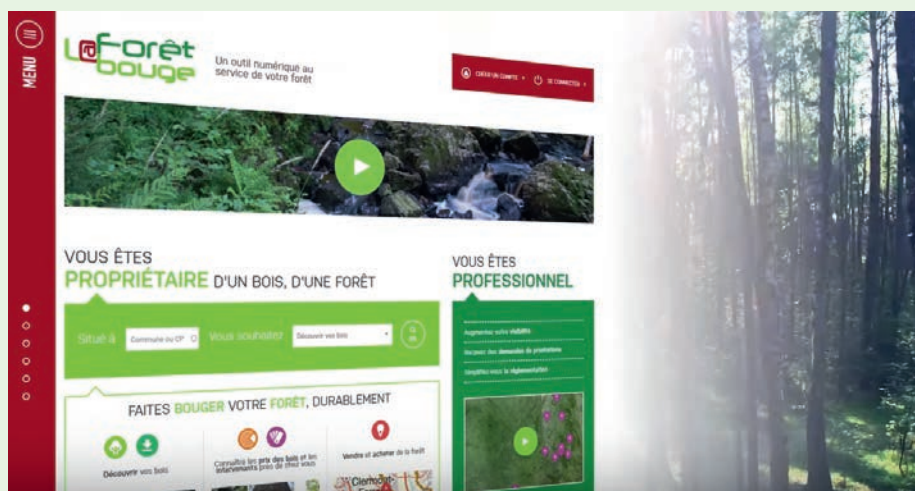 MENU
L@Forêt
bouge
Un outil numérique au
service de votre forêt
CRÉER UN COMPTE
SE CONNECTER
VOUS ÊTES
PROPRIÉTAIRE D'UN BOIS, D'UNE FORÊT
Situé à
Commune ou CP
Vous souhaitez
Découvrir vos bois
OK
FAITES BOUGER VOTRE FORÊT, DURABLEMENT
Découvrir vos bois
Connaître les prix des bois et les
intervenants près de chez vous
Vendre et acheter de la forêt
VOUS ÊTES
PROFESSIONNEL
Augmentez votre visibilité
Recevez des demandes de prestations
Simplifiez-vous la réglementation